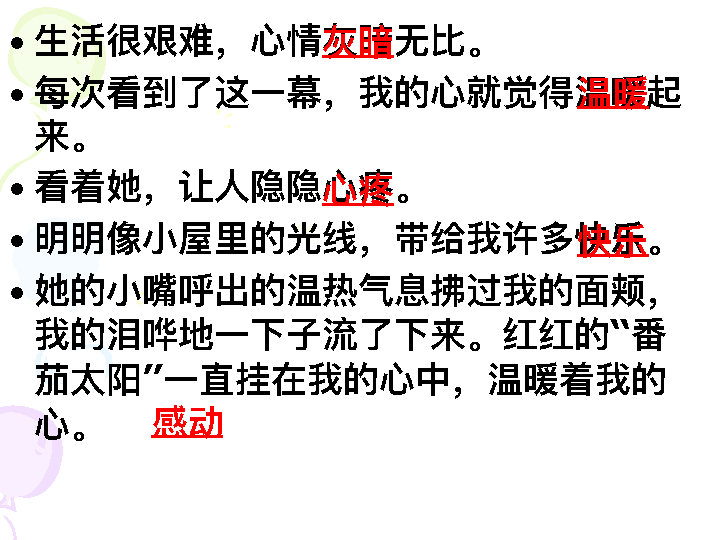 • 生活很艰难，心情灰暗无比。
• 每次看到了这一幕，我的心就觉得温暖起
来。
• 看着她，让人隐隐心疼。
• 明明像小屋里的光线，带给我许多快乐。
• 她的小嘴呼出的温热气息拂过我的面颊，
我的泪哗地一下子流了下来。红红的“番
茄太阳”一直挂在我的心中，温暖着我的
心。 感动